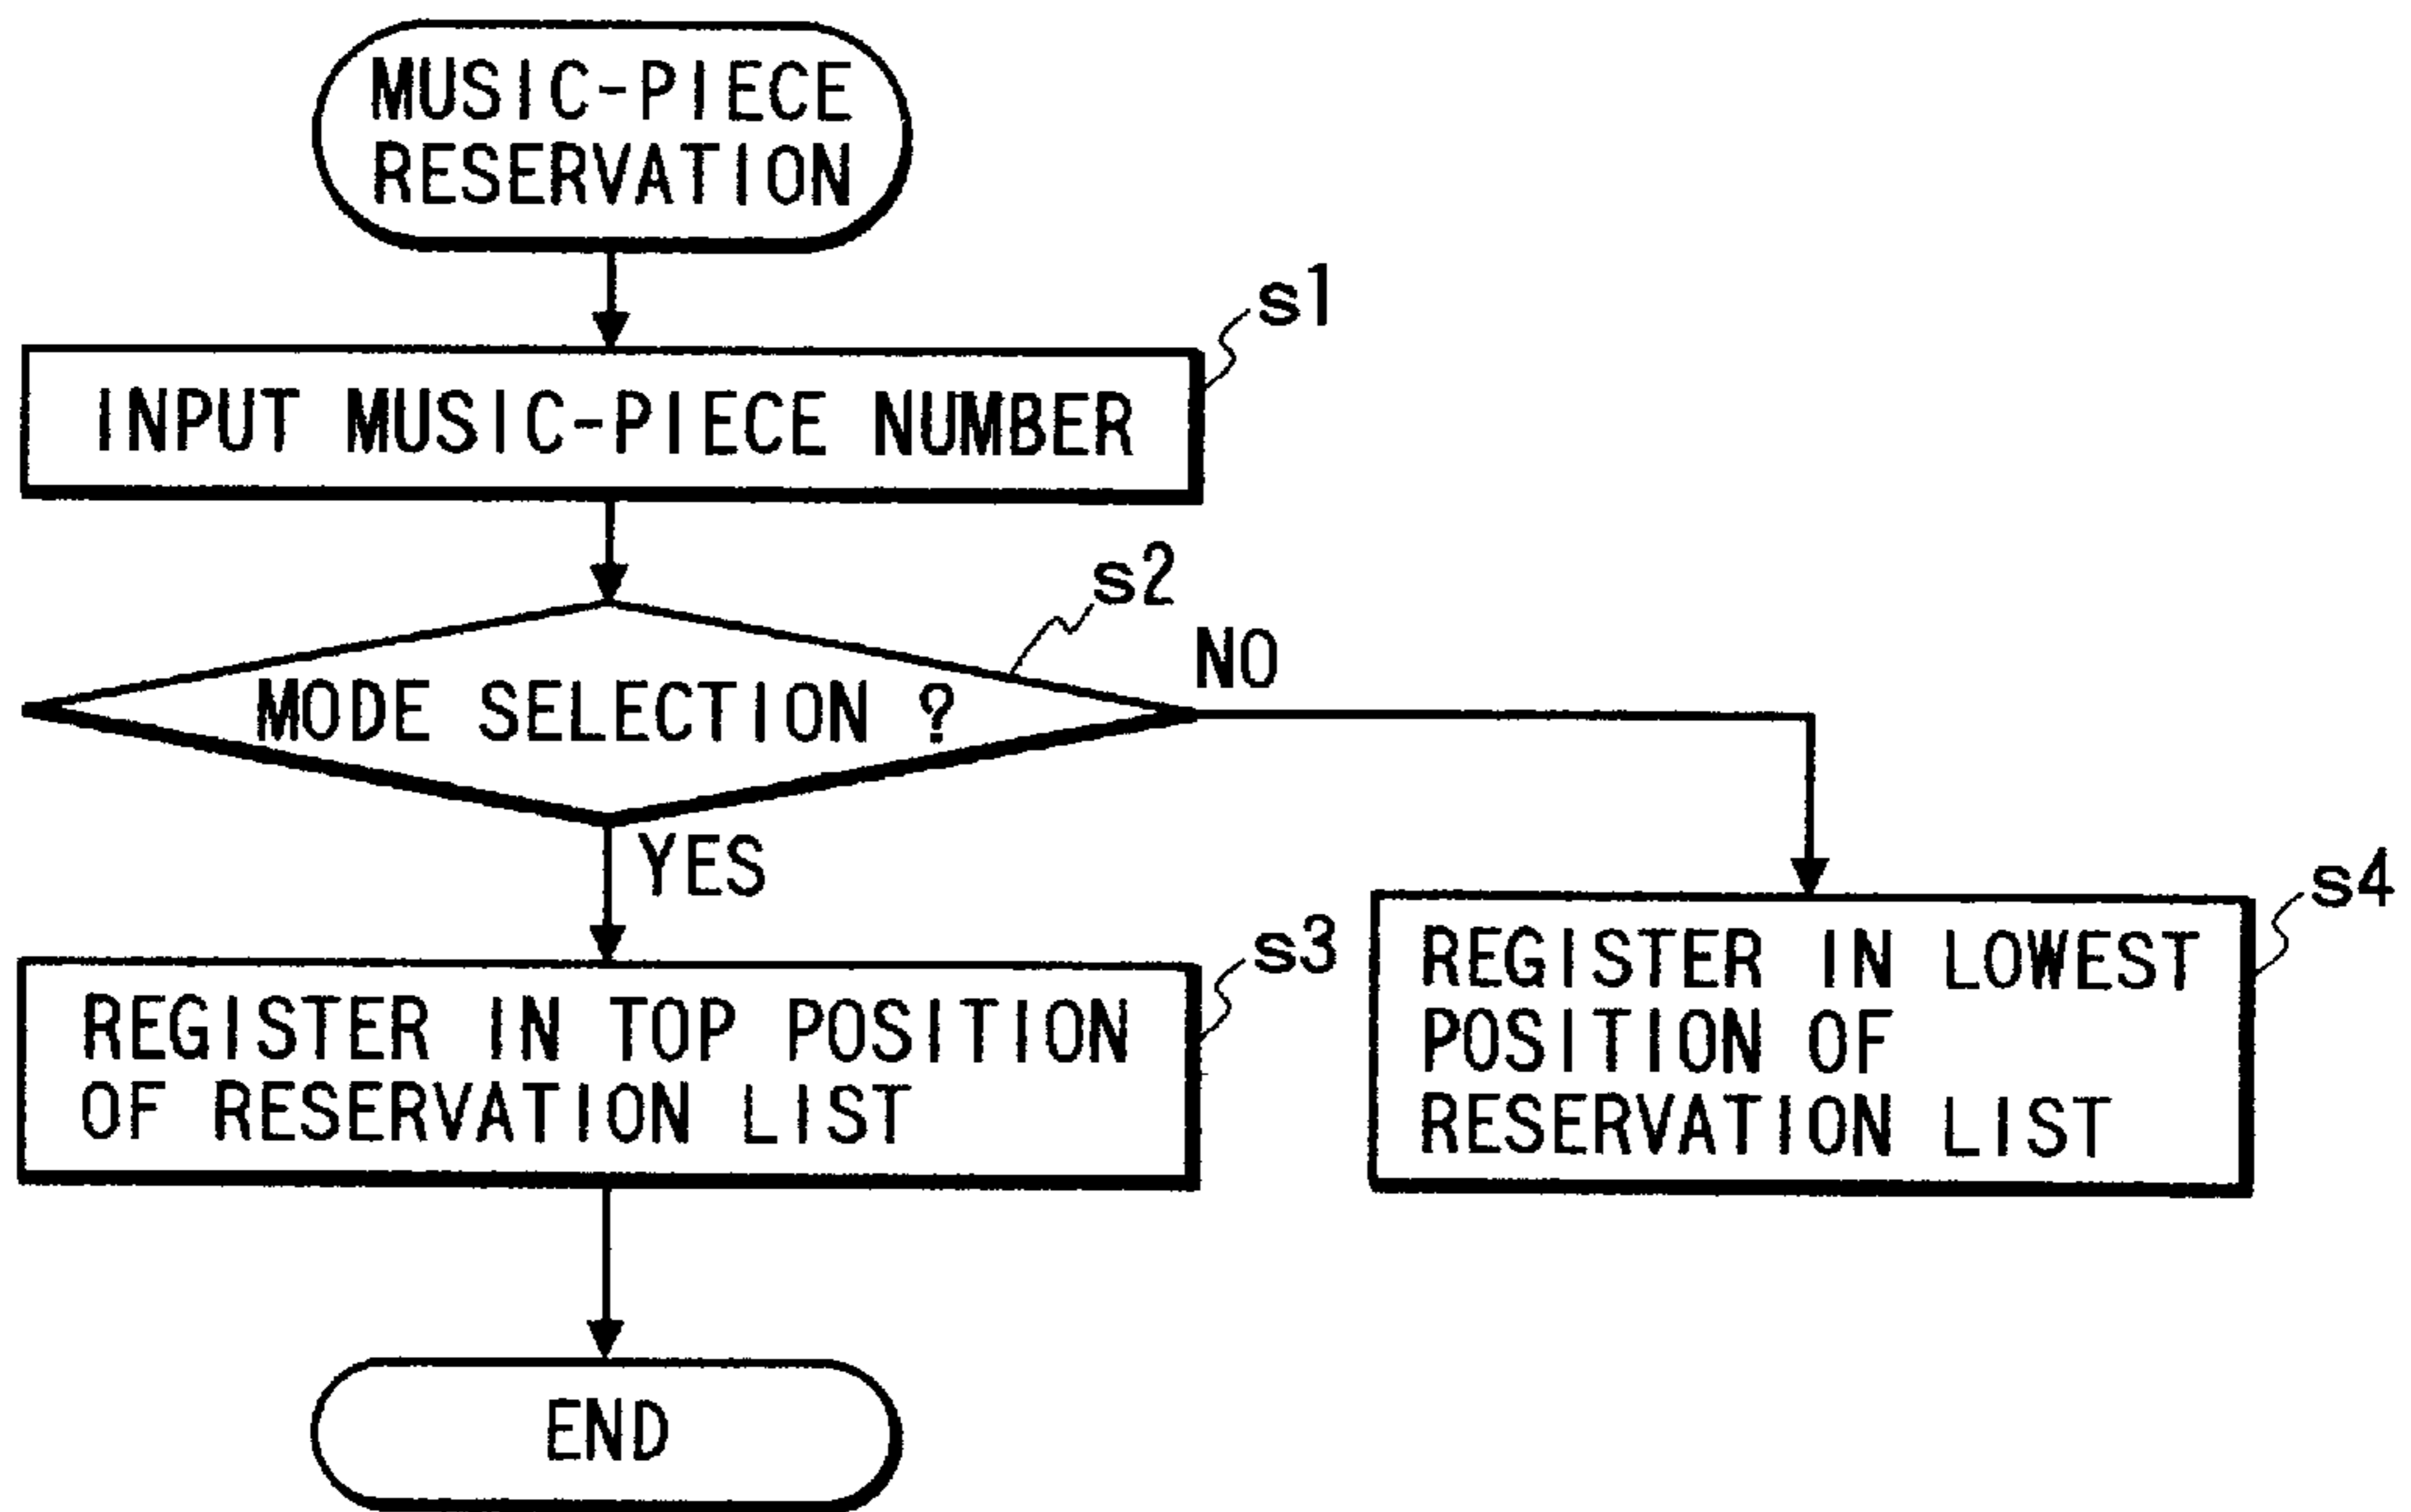 MUSIC-PIECE
RESERVATION
s1
INPUT MUSIC-PIECE NUMBER
s2
MODE SELECTION ?
NO
YES
s3
REGISTER IN TOP POSITION
OF RESERVATION LIST
s4
REGISTER IN LOWEST
POSITION OF
RESERVATION LIST
END